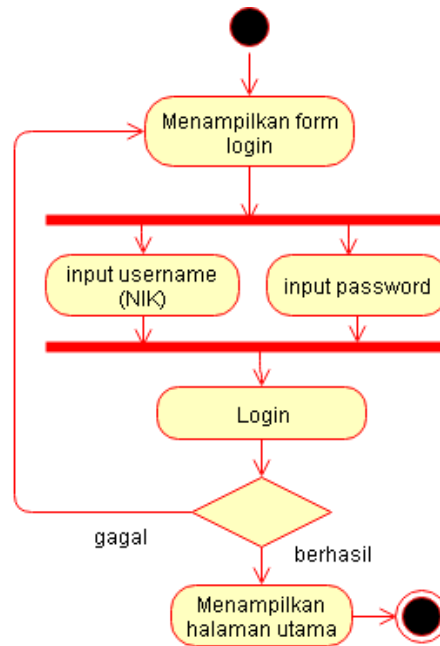 Menampilkan form
login
input username
(NIK)
input password
Login
gagal
berhasil
Menampilkan
halaman utama